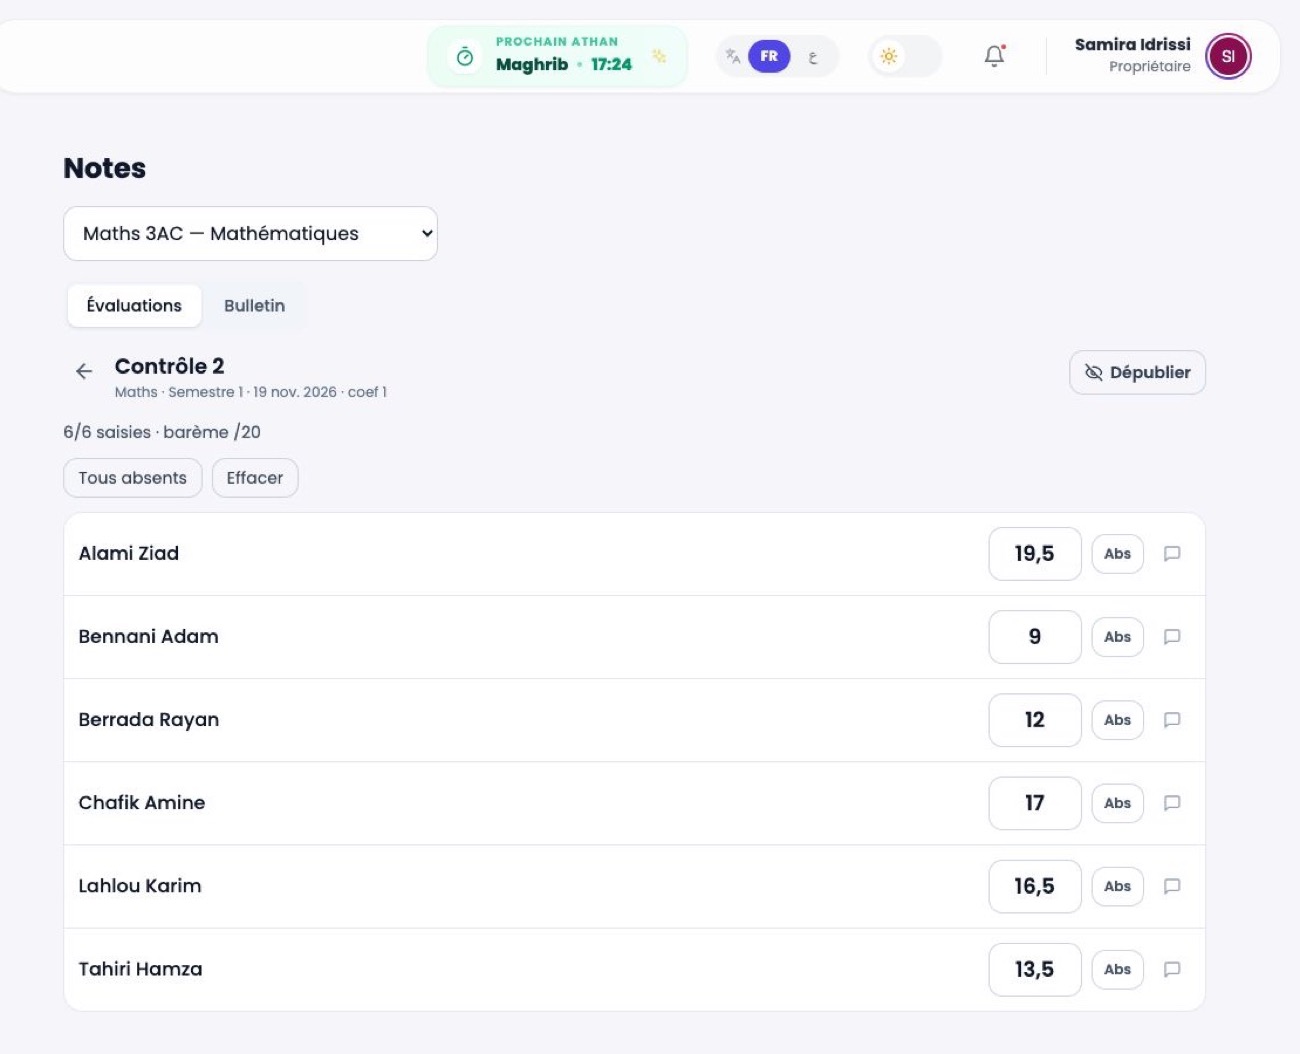 PROCHAIN ATHAN
Maghrib • 17:24
FR
ع
Samira Idrissi
Propriétaire
SI
Notes
Maths 3AC — Mathématiques
Évaluations
Bulletin
Contrôle 2
Maths · Semestre 1 · 19 nov. 2026 · coef 1
Dépublier
6/6 saisies · barème /20
Tous absents
Effacer
Alami Ziad 19,5 Abs
Bennani Adam 9 Abs
Berrada Rayan 12 Abs
Chafik Amine 17 Abs
Lahlou Karim 16,5 Abs
Tahiri Hamza 13,5 Abs